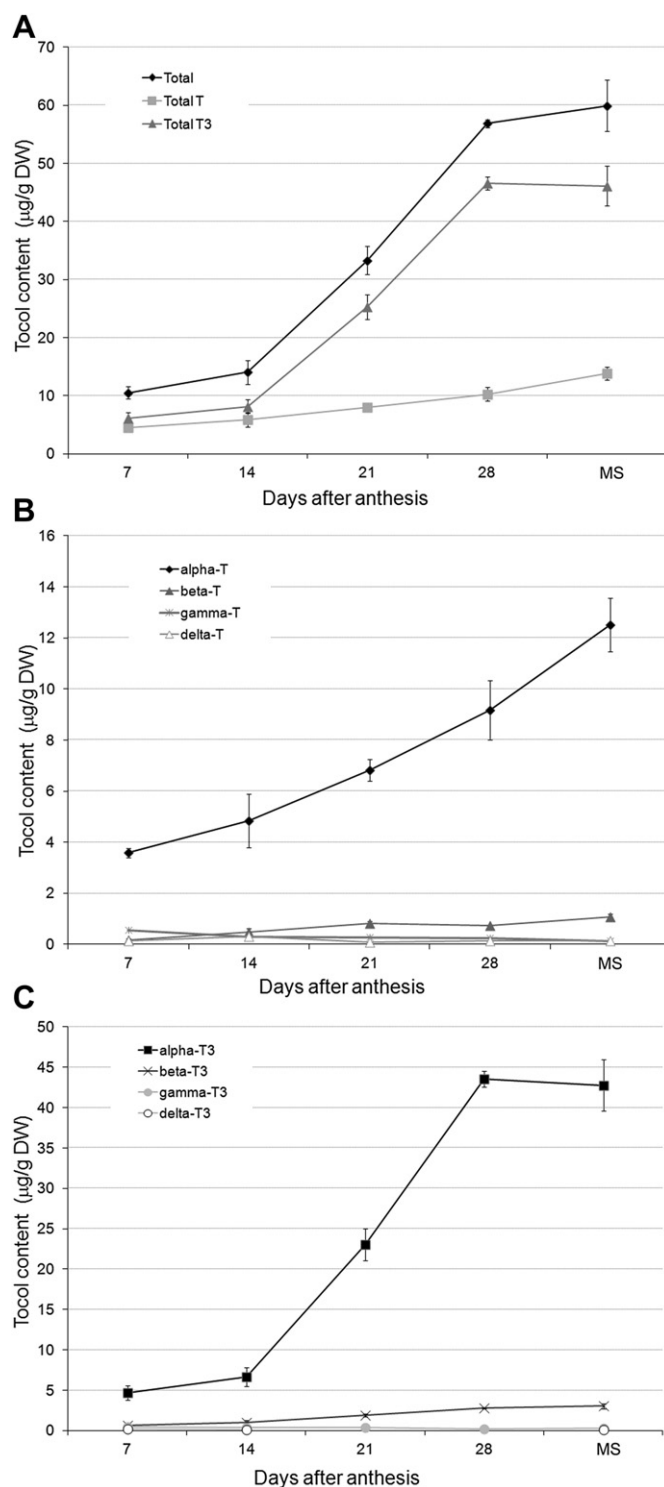 A
70
60
50
40
30
20
10
0
Tocol content (µg/g DW)
Total
Total T
Total T3
7 14 21 28 MS
Days after anthesis
B
16
14
12
10
8
6
4
2
0
Tocol content (µg/g DW)
alpha-T
beta-T
gamma-T
delta-T
7 14 21 28 MS
Days after anthesis
C
50
45
40
35
30
25
20
15
10
5
0
Tocol content (µg/g DW)
alpha-T3
beta-T3
gamma-T3
delta-T3
7 14 21 28 MS
Days after anthesis